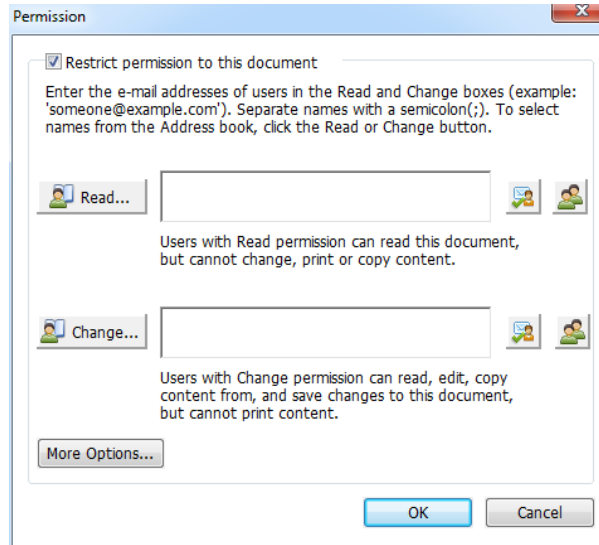 Permission
Restrict permission to this document
Enter the e-mail addresses of users in the Read and Change boxes (example:
'someone@example.com'). Separate names with a semicolon(;). To select
names from the Address book, click the Read or Change button.
Read...
Users with Read permission can read this document,
but cannot change, print or copy content.
Change...
Users with Change permission can read, edit, copy
content from, and save changes to this document,
but cannot print content.
More Options...
OK Cancel